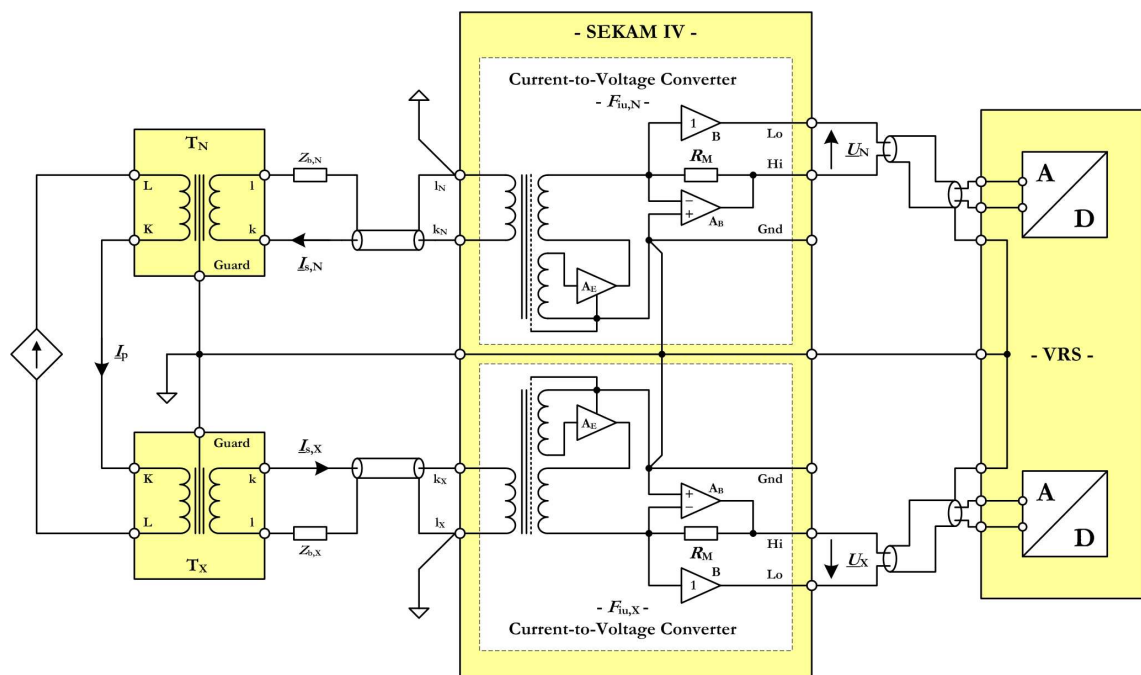 - SEKAM IV -
Current-to-Voltage Converter
- F_iu,N -
T_N
L
l
Z_b,N
K
k
Guard
I_s,N
l_N
k_N
1
B
Lo
R_M
Hi
−
+
A_B
Gnd
A_E
U_N
A
D
I_p
- VRS -
Guard
K
k
I_s,X
L
l
Z_b,X
T_X
k_X
l_X
A_E
Gnd
+
−
A_B
R_M
Hi
B
1
Lo
U_X
A
D
- F_iu,X -
Current-to-Voltage Converter